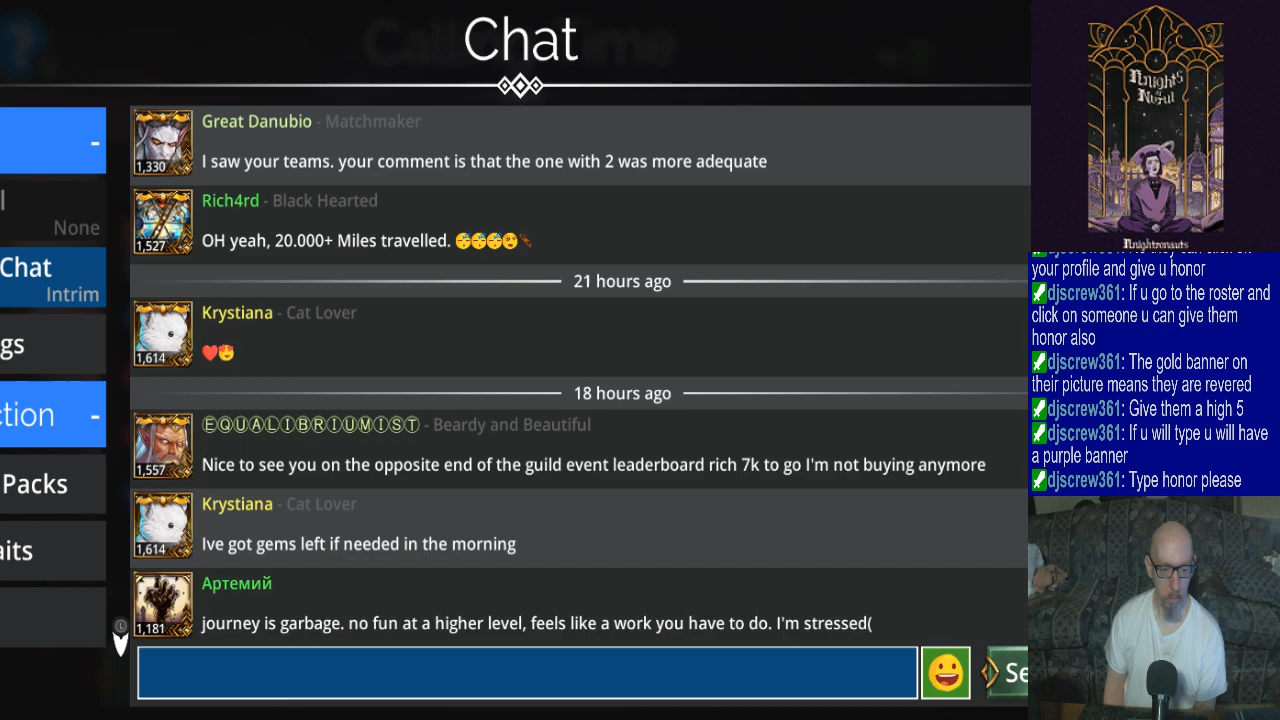 Chat
-
l
None
Chat
Intrim
gs
ction -
Packs
aits
Great Danubio - Matchmaker
1,330
I saw your teams. your comment is that the one with 2 was more adequate
Rich4rd - Black Hearted
1,527
OH yeah, 20.000+ Miles travelled. 😴😴😴🥱🪶
21 hours ago
Krystiana - Cat Lover
1,614
❤️😍
18 hours ago
ⒺⓆⓊⒶⓁⒾⒷⓇⒾⓊⓂⒾⓈⓉ - Beardy and Beautiful
1,557
Nice to see you on the opposite end of the guild event leaderboard rich 7k to go I'm not buying anymore
Krystiana - Cat Lover
1,614
Ive got gems left if needed in the morning
Артемий
1,181
journey is garbage. no fun at a higher level, feels like a work you have to do. I'm stressed(
L
Se
Knights
of
Nvrul
Knightronauts
your profile and give u honor
djscrew361: If u go to the roster and
click on someone u can give them
honor also
djscrew361: The gold banner on
their picture means they are revered
djscrew361: Give them a high 5
djscrew361: If u will type u will have
a purple banner
djscrew361: Type honor please